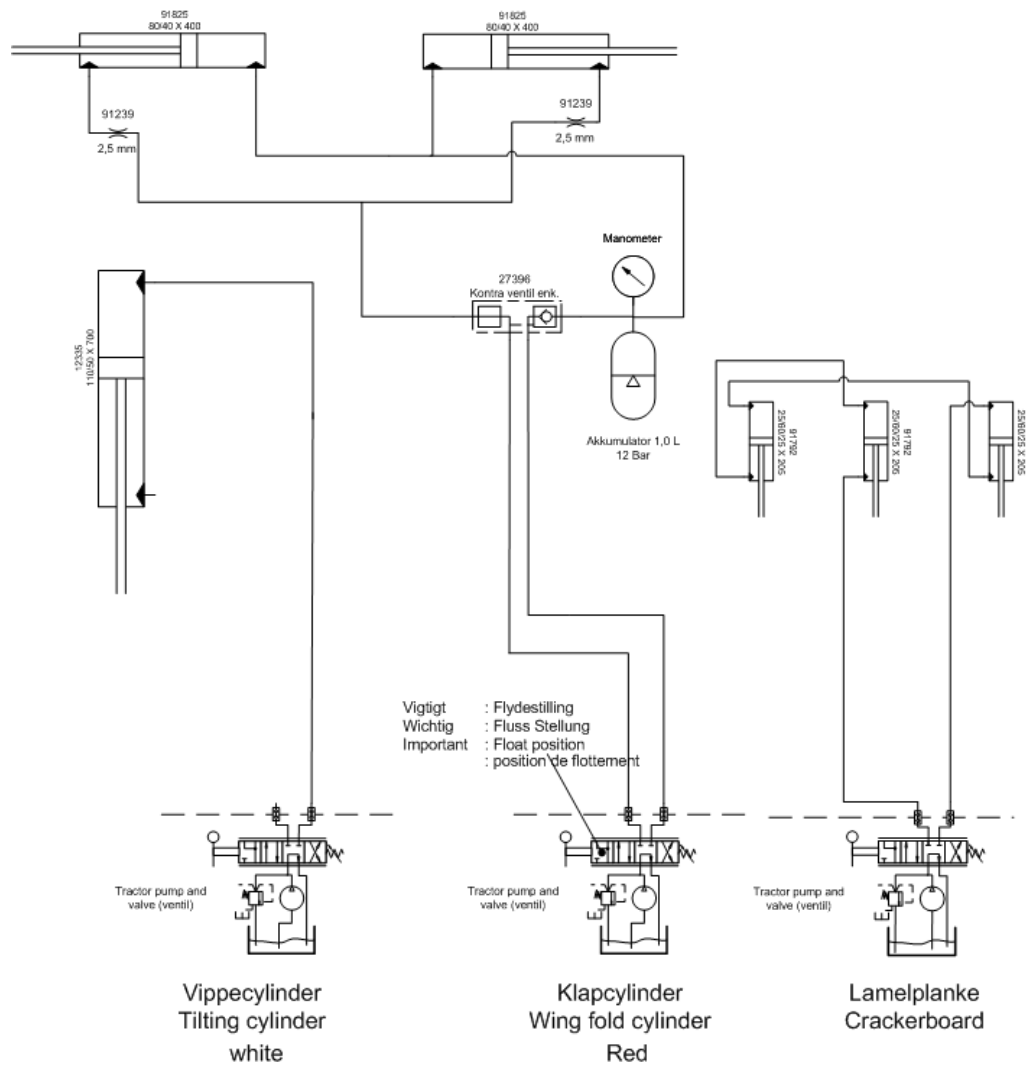 91825
80/40 X 400
91825
80/40 X 400
91239
2,5 mm
91239
2,5 mm
Manometer
27396
Kontra ventil enk.
12335
110/50 X 700
Akkumulator 1,0 L
12 Bar
91792
25/60/25 X 205
91792
25/60/25 X 205
25/60/25 X 205
Vigtigt : Flydestilling
Wichtig : Fluss Stellung
Important : Float position
: position de flottement
Tractor pump and
valve (ventil)
Tractor pump and
valve (ventil)
Tractor pump and
valve (ventil)
Vippecylinder
Tilting cylinder
white
Klapcylinder
Wing fold cylinder
Red
Lamelplanke
Crackerboard